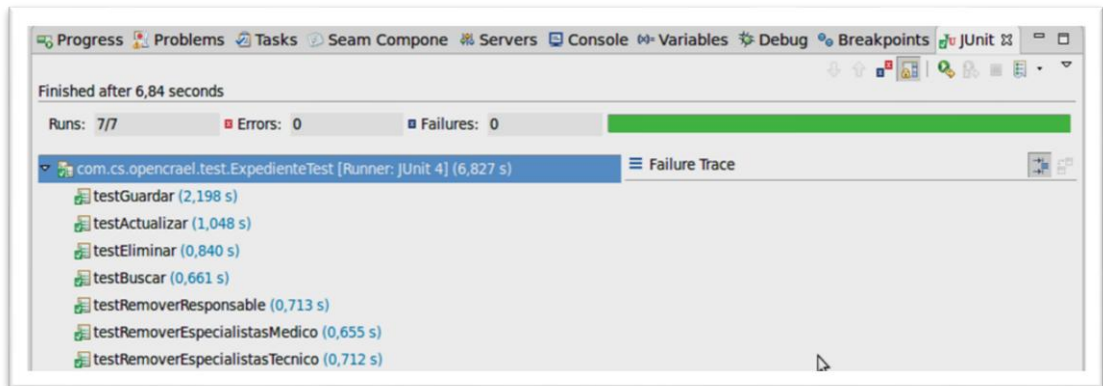 Progress Problems Tasks Seam Compone Servers Console Variables Debug Breakpoints JUnit
Finished after 6,84 seconds
Runs: 7/7 Errors: 0 Failures: 0
com.cs.opencrael.test.ExpedienteTest [Runner: JUnit 4] (6,827 s) Failure Trace
testGuardar (2,198 s)
testActualizar (1,048 s)
testEliminar (0,840 s)
testBuscar (0,661 s)
testRemoverResponsable (0,713 s)
testRemoverEspecialistasMedico (0,655 s)
testRemoverEspecialistasTecnico (0,712 s)